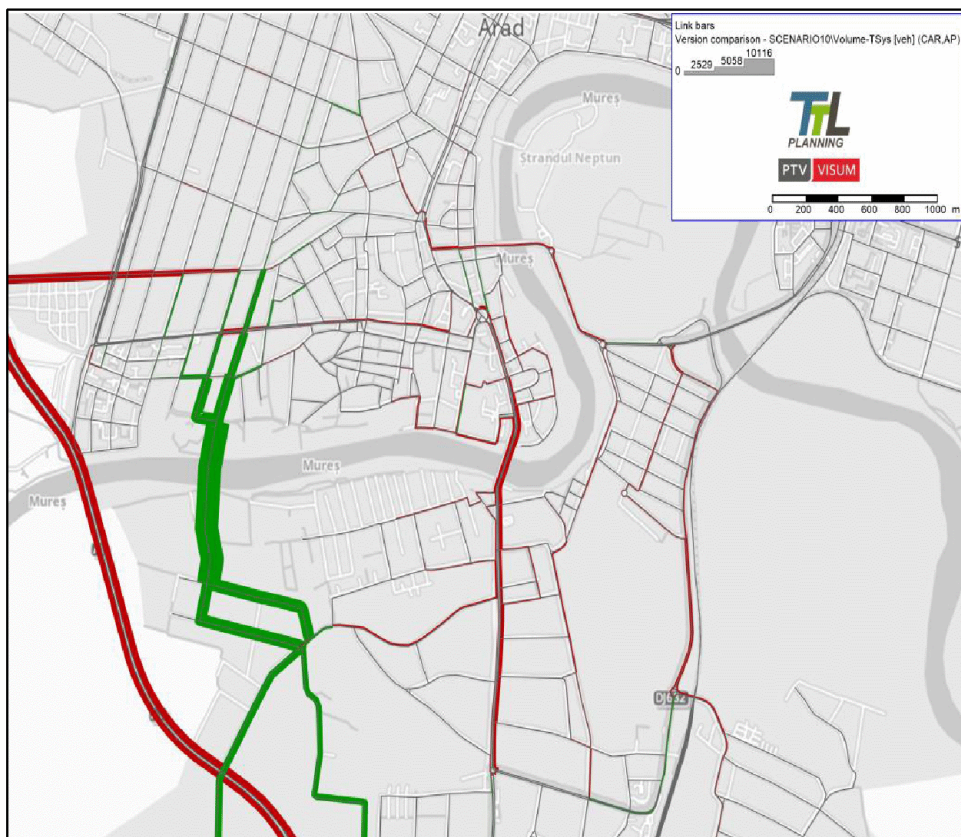 Arad
Link bars
Version comparison - SCENARIO10\Volume-TSys [veh] (CAR,AP)
0 2529 5058 10116
TTL
PLANNING
PTV VISUM
0 200 400 600 800 1000 m
Mureș
Strandul Neptun
Mureș
Mureș
Mureș